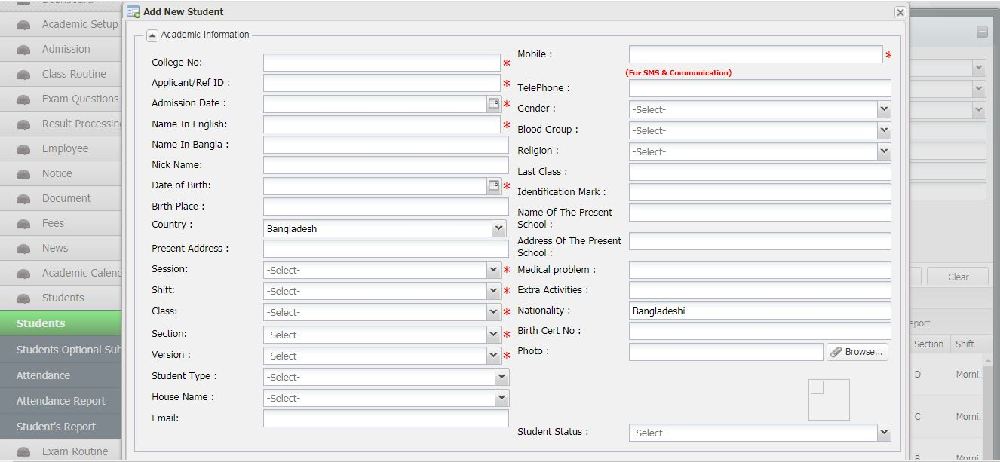 Add New Student
Academic Setup
Admission
Class Routine
Exam Questions
Result Processing
Employee
Notice
Document
Fees
News
Academic Calend
Students
Students
Students Optional Sub
Attendance
Attendance Report
Student's Report
Exam Routine
Academic Information
College No:
Applicant/Ref ID :
Admission Date :
Name In English:
Name In Bangla :
Nick Name:
Date of Birth:
Birth Place :
Country :
Bangladesh
Present Address :
Session:
-Select-
Shift:
-Select-
Class:
-Select-
Section:
-Select-
Version :
-Select-
Student Type :
-Select-
House Name :
-Select-
Email:
Mobile :
(For SMS & Communication)
TelePhone :
Gender :
-Select-
Blood Group :
-Select-
Religion :
-Select-
Last Class :
Identification Mark :
Name Of The Present
School :
Address Of The Present
School :
Medical problem :
Extra Activities :
Nationality :
Bangladeshi
Birth Cert No :
Photo :
Browse...
Student Status :
-Select-
Clear
eport
Section Shift
D Morni.
C Morni.
B Morni.